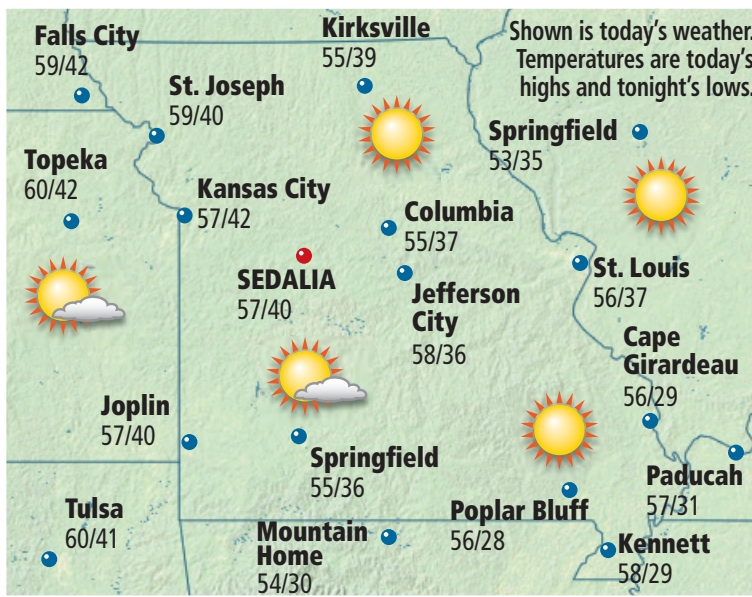 Falls City
59/42
Kirksville
55/39
Shown is today's weather.
Temperatures are today's
highs and tonight's lows.
St. Joseph
59/40
Springfield
53/35
Topeka
60/42
Kansas City
57/42
Columbia
55/37
SEDALIA
57/40
Jefferson
City
58/36
St. Louis
56/37
Cape
Girardeau
56/29
Joplin
57/40
Springfield
55/36
Paducah
57/31
Tulsa
60/41
Mountain
Home
54/30
Poplar Bluff
56/28
Kennett
58/29